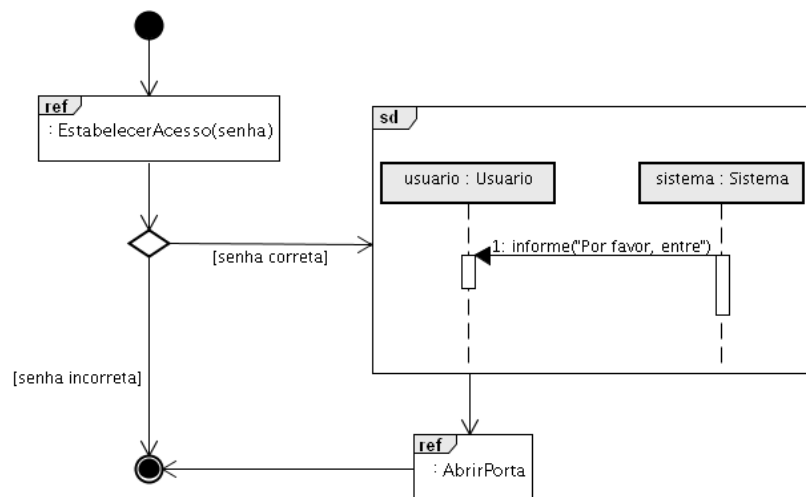 ref
: EstabelecerAcesso(senha)
sd
usuario : Usuario
sistema : Sistema
1: informe("Por favor, entre")
[senha correta]
[senha incorreta]
ref
: AbrirPorta